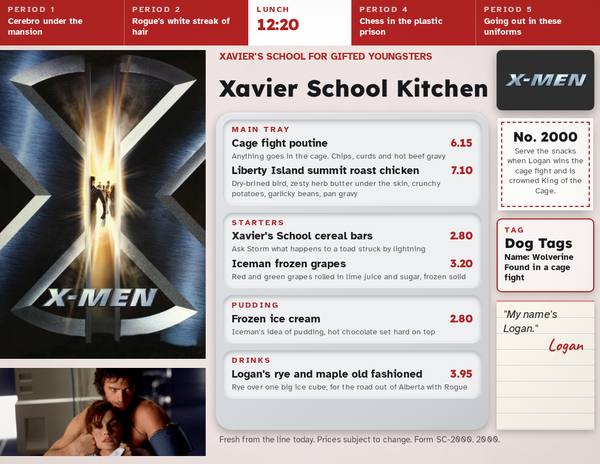 PERIOD 1
Cerebro under the
mansion
PERIOD 2
Rogue's white streak of
hair
LUNCH
12:20
PERIOD 4
Chess in the plastic
prison
PERIOD 5
Going out in these
uniforms
XAVIER'S SCHOOL FOR GIFTED YOUNGSTERS
Xavier School Kitchen
MAIN TRAY
Cage fight poutine 6.15
Anything goes in the cage. Chips, curds and hot beef gravy
Liberty Island summit roast chicken 7.10
Dry-brined bird, zesty herb butter under the skin, crunchy
potatoes, garlicky beans, pan gravy
STARTERS
Xavier's School cereal bars 2.80
Ask Storm what happens to a toad struck by lightning
Iceman frozen grapes 3.20
Red and green grapes rolled in lime juice and sugar, frozen solid
PUDDING
Frozen ice cream 2.80
Iceman's idea of pudding, hot chocolate set hard on top
DRINKS
Logan's rye and maple old fashioned 3.95
Rye over one big ice cube, for the road out of Alberta with Rogue
Fresh from the line today. Prices subject to change. Form SC-2000. 2000.
X-MEN
X-MEN
No. 2000
Serve the snacks
when Logan wins the
cage fight and is
crowned King of the
Cage.
TAG
Dog Tags
Name: Wolverine
Found in a cage
fight
"My name's
Logan."
Logan